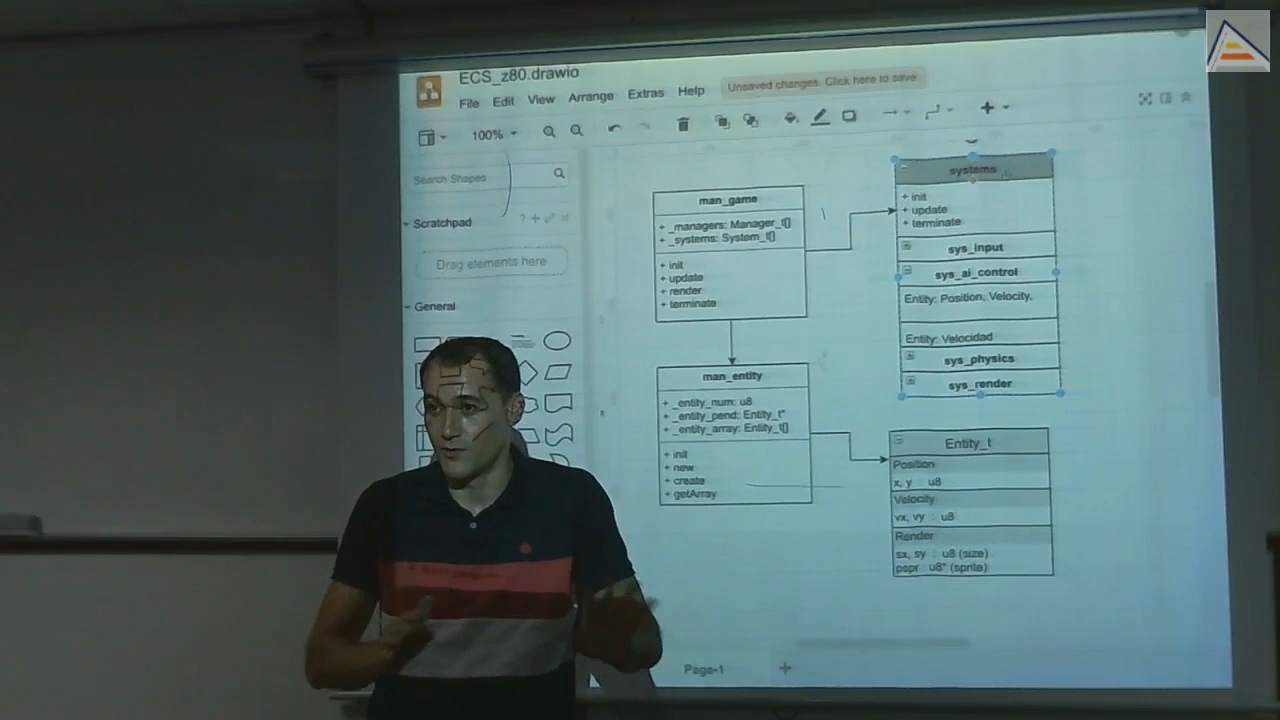 ECS_z80.drawio
File Edit View Arrange Extras Help
Unsaved changes. Click here to save.
100%
Search Shapes
Scratchpad
Drag elements here
General
man_game
+ _managers: Manager_t[]
+ _systems: System_t[]
+ init
+ update
+ render
+ terminate
man_entity
+ _entity_num: u8
+ _entity_pend: Entity_t*
+ _entity_array: Entity_t[]
+ init
+ new
+ create
+ getArray
systems
+ init
+ update
+ terminate
sys_input
sys_ai_control
Entity: Position, Velocity,
Entity: Velocidad
sys_physics
sys_render
Entity_t
Position
x, y : u8
Velocity
vx, vy : u8
Render
sx, sy : u8 (size)
pspr : u8* (sprite)
Page-1